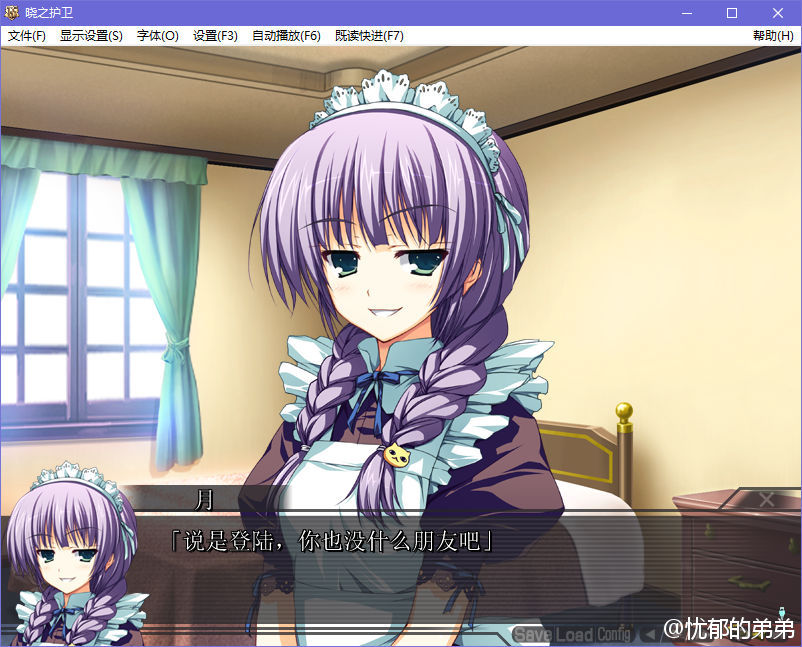 晓之护卫
文件(F) 显示设置(S) 字体(O) 设置(F3) 自动播放(F6) 既读快进(F7) 帮助(H)
月
「说是登陆，你也没什么朋友吧」
Save Load Config
@忧郁的弟弟